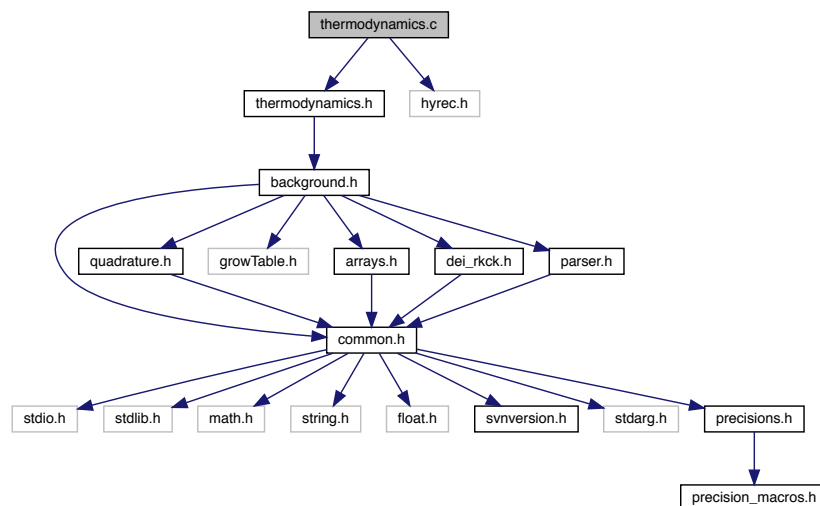 thermodynamics.c
thermodynamics.h
hyrec.h
background.h
quadrature.h
growTable.h
arrays.h
dei_rkck.h
parser.h
common.h
stdio.h
stdlib.h
math.h
string.h
float.h
svnversion.h
stdarg.h
precisions.h
precision_macros.h